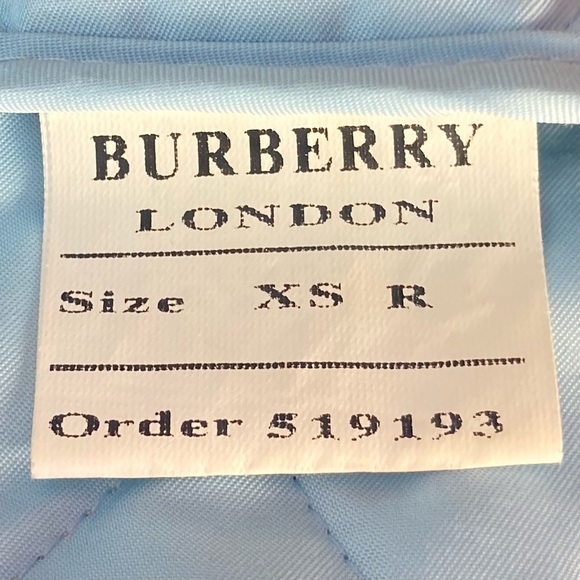 BURBERRY
LONDON
Size XS R
Order 519193